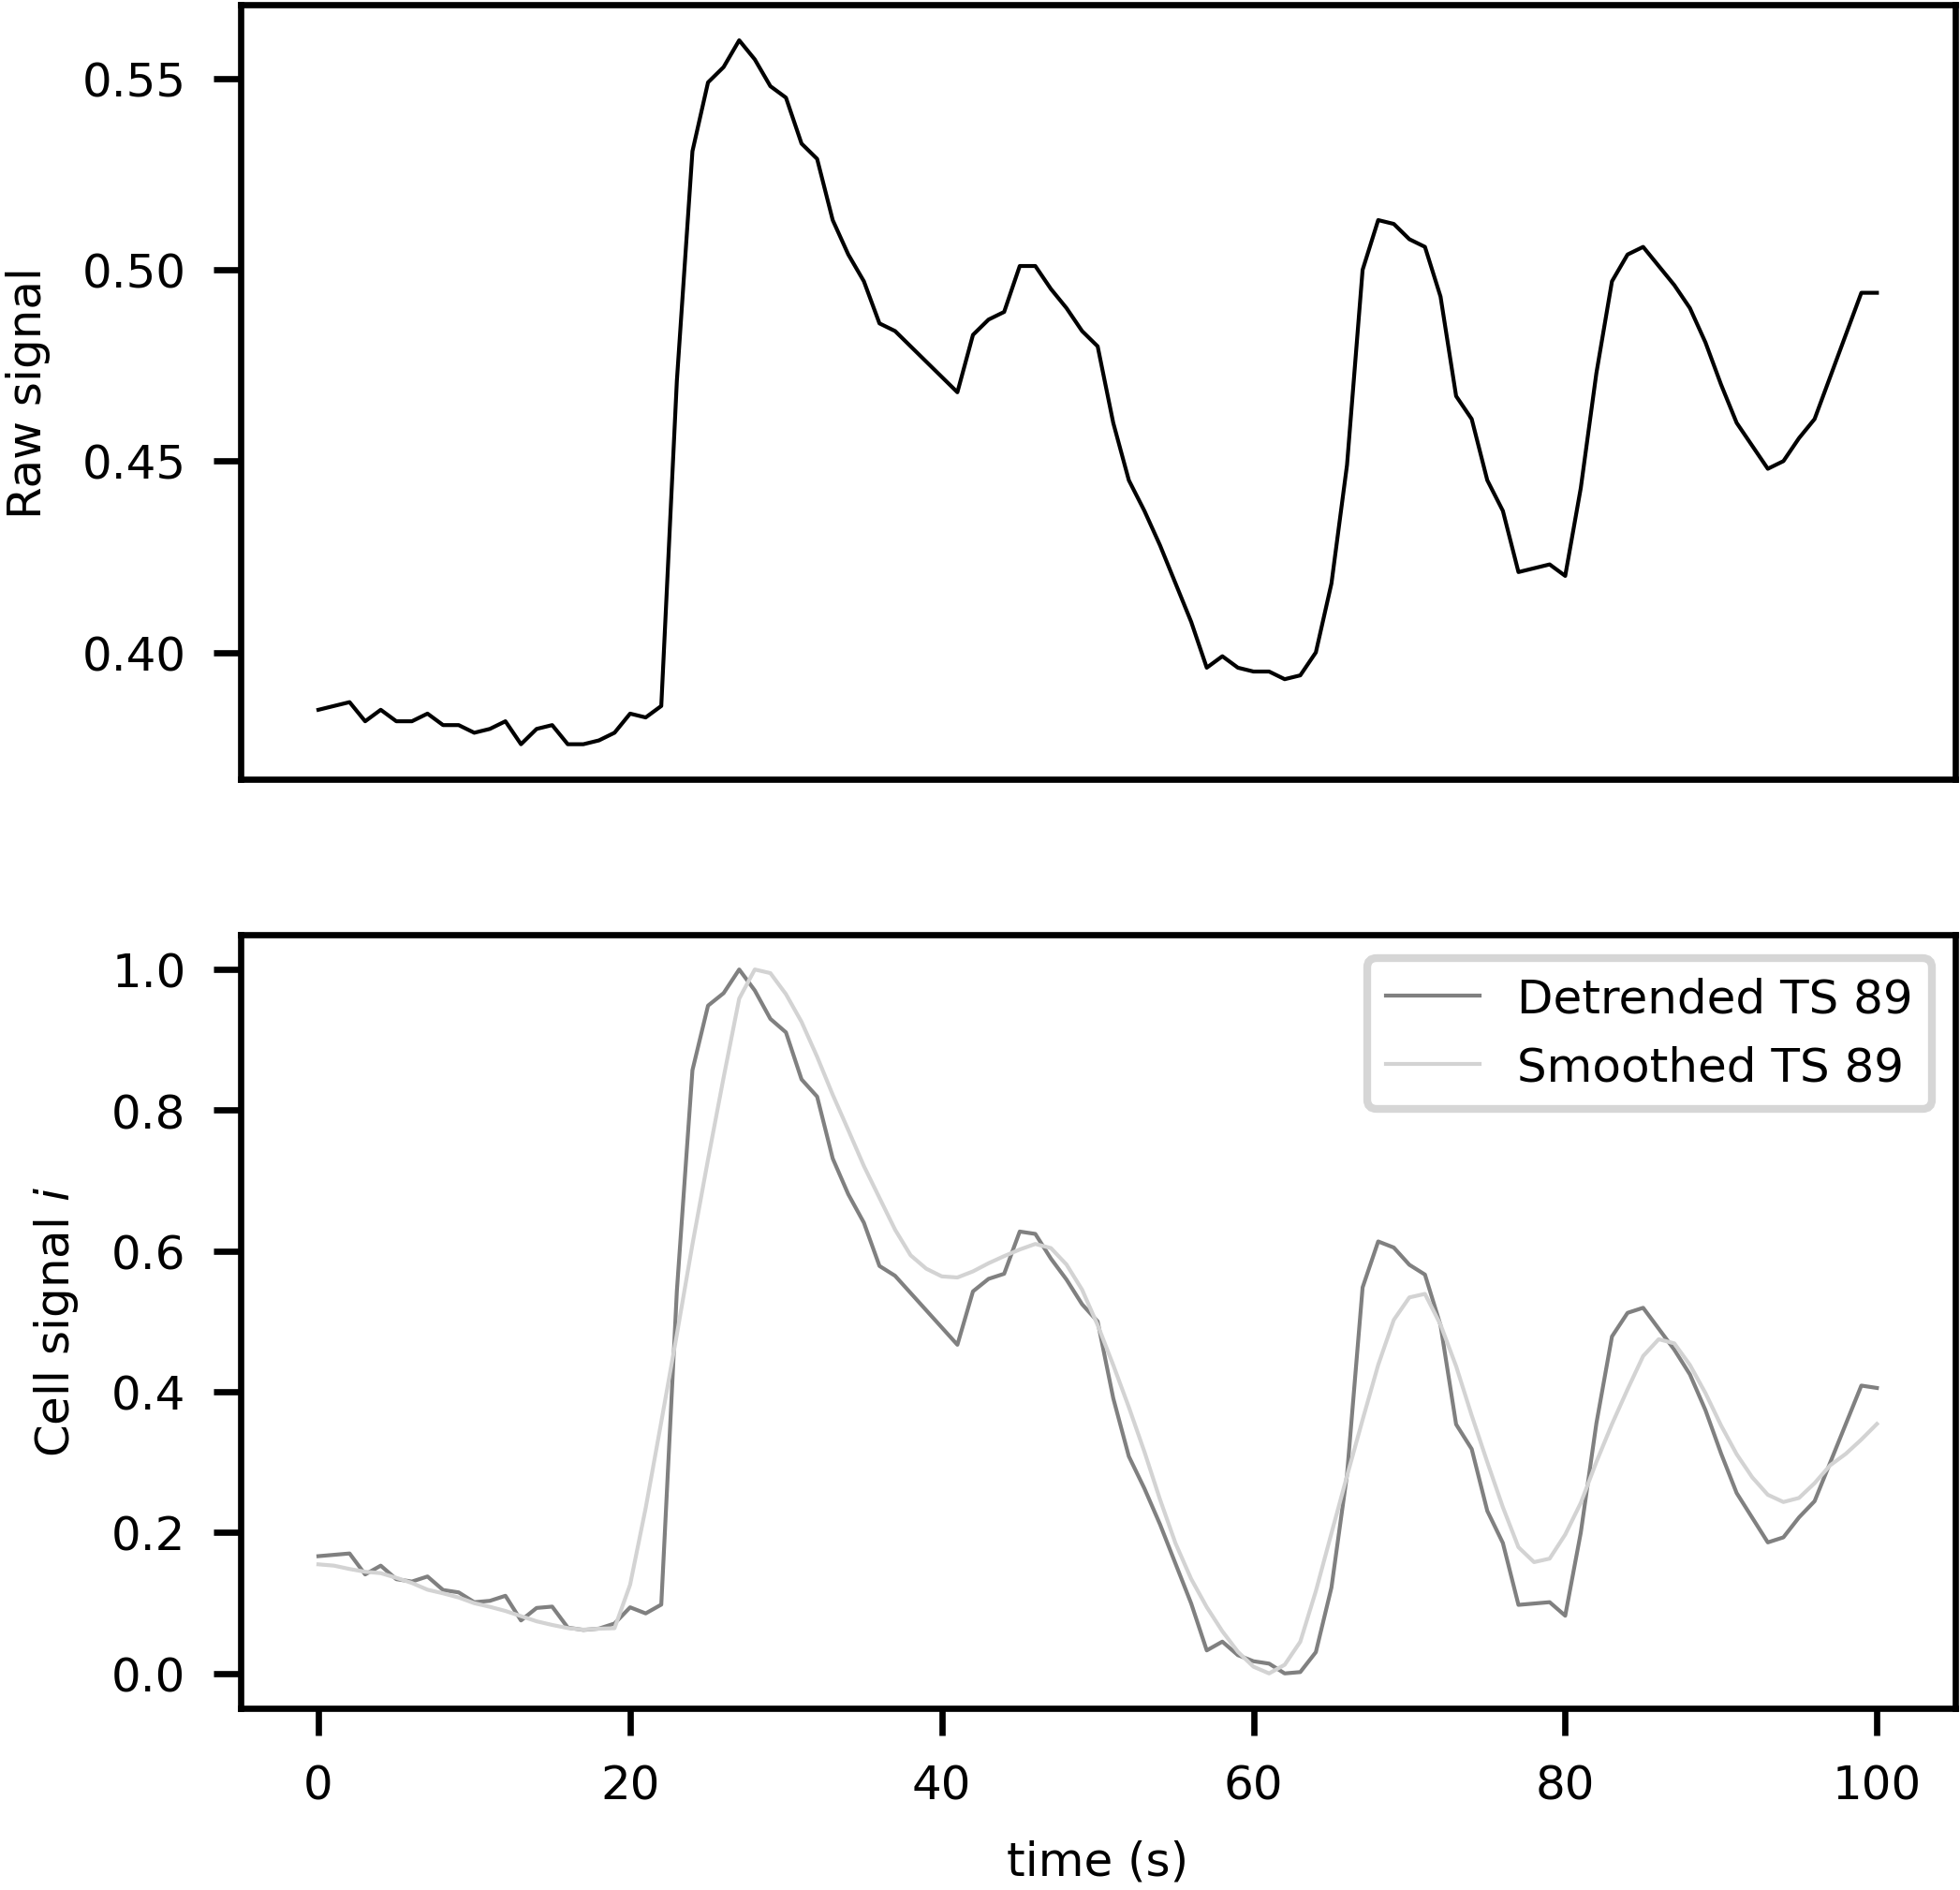 Raw signal
0.55
0.50
0.45
0.40
Cell signal i
1.0
0.8
0.6
0.4
0.2
0.0
Detrended TS 89
Smoothed TS 89
0 20 40 60 80 100
time (s)